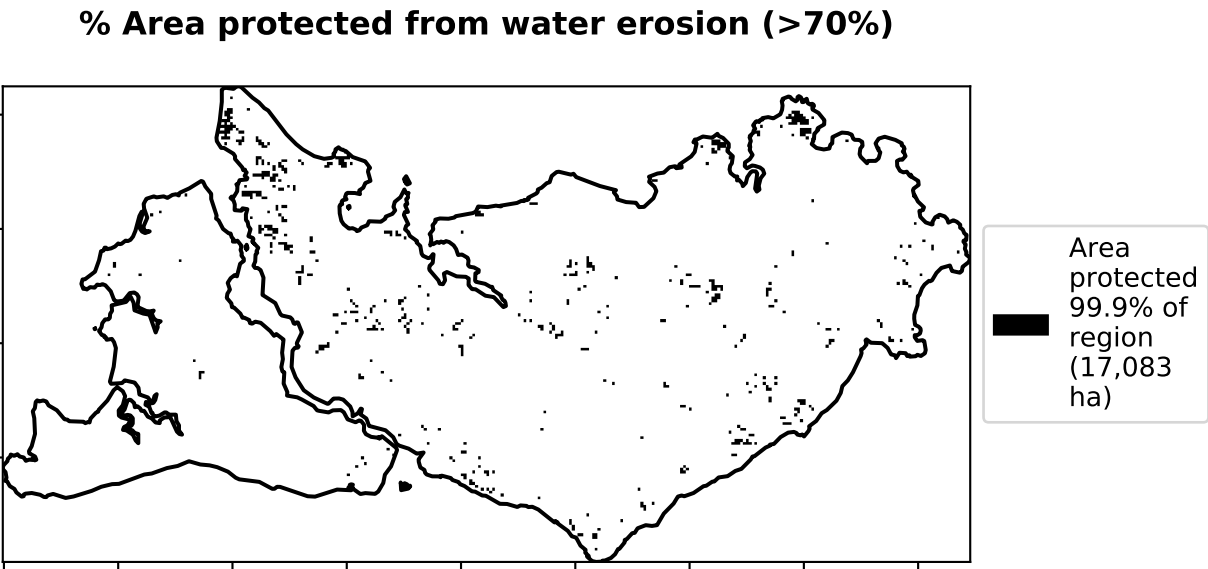 % Area protected from water erosion (>70%)
Area
protected
99.9% of
region
(17,083
ha)